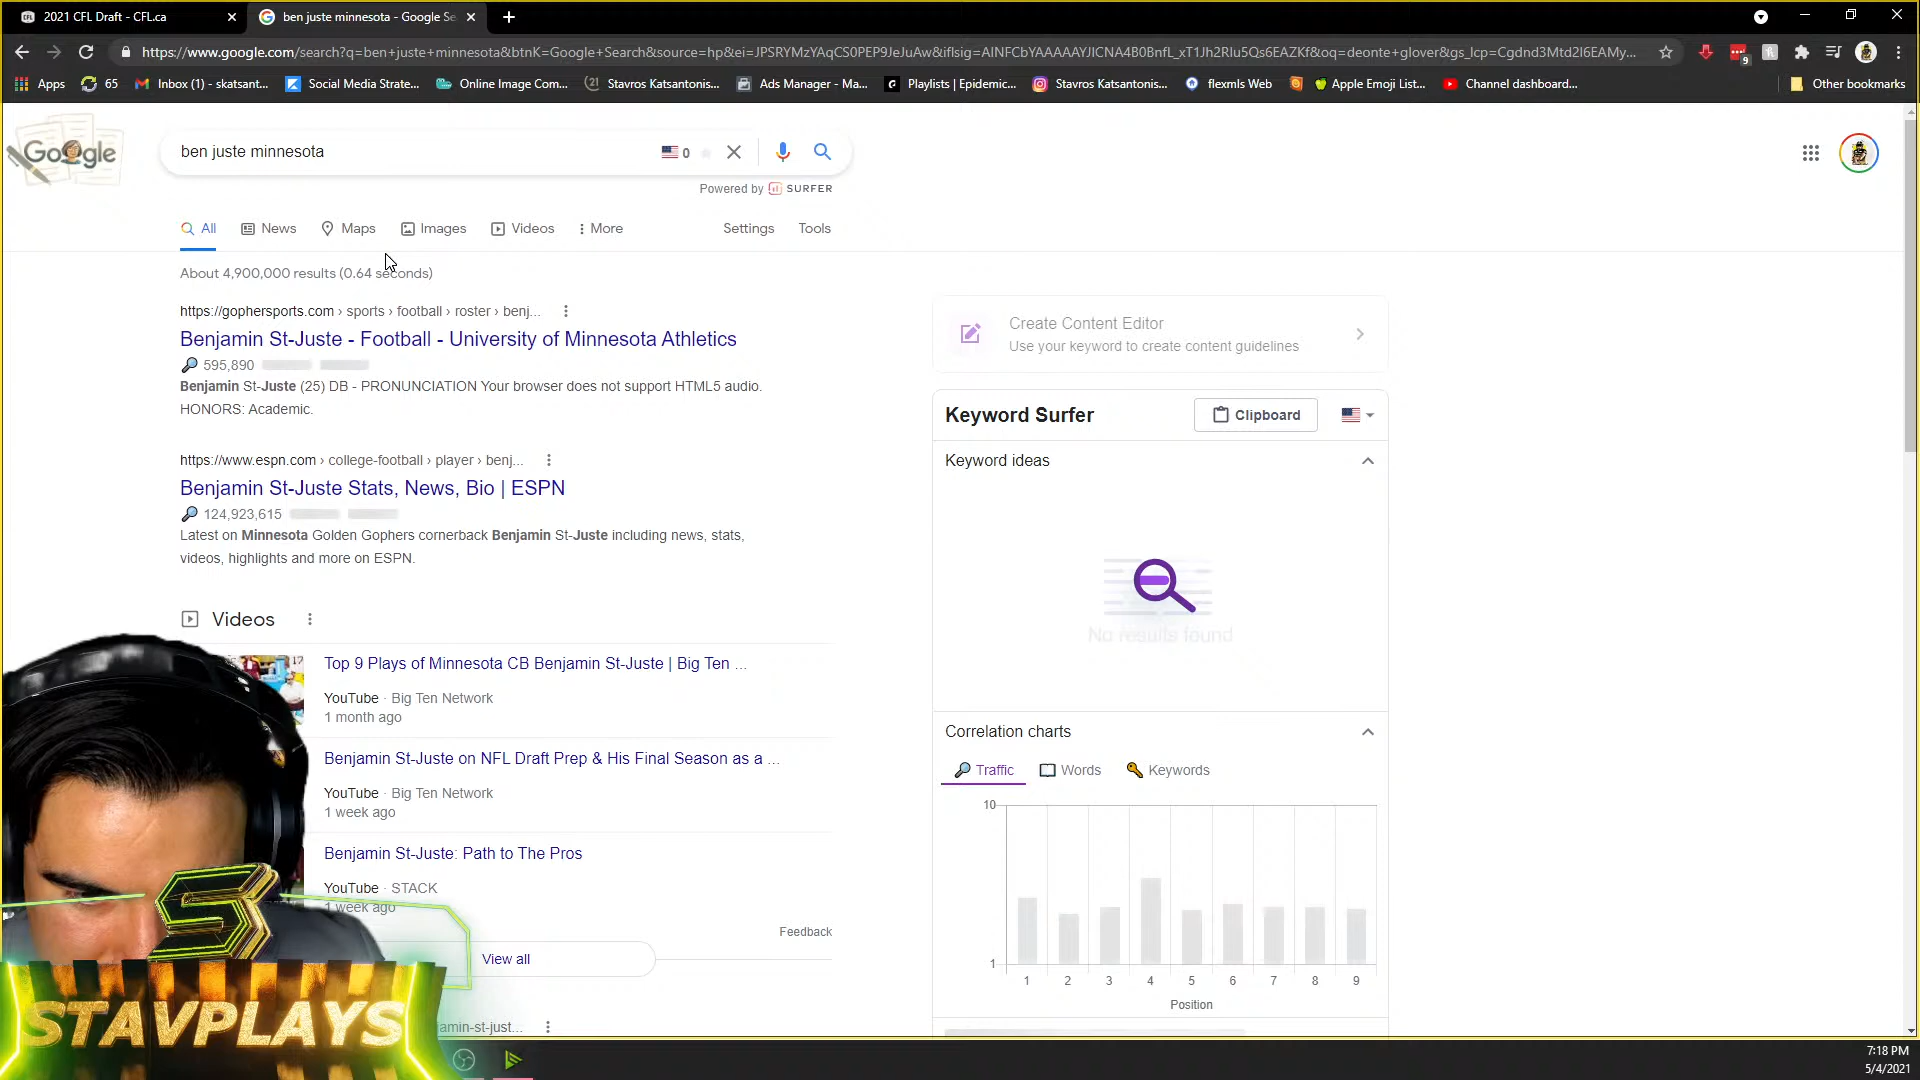 2021 CFL Draft - CFL.ca
ben juste minnesota - Google Se
https://www.google.com/search?q=ben+juste+minnesota&btnK=Google+Search&source=hp&ei=JPSRYMzYAqCS0PEP9JeJuAw&iflsig=AINFCbYAAAAAYJICNA4B0BnfL_xT1Jh2Rlu5Qs6EAZKf&oq=deonte+glover&gs_lcp=Cgdnd3Mtd2l6EAMy...
9
Apps
65
Inbox (1) - skatsant...
Social Media Strate...
Online Image Com...
Stavros Katsantonis...
Ads Manager - Ma...
Playlists | Epidemic...
Stavros Katsantonis...
flexmls Web
Apple Emoji List...
Channel dashboard...
Other bookmarks
Google
ben juste minnesota
0
Powered by SURFER
All
News
Maps
Images
Videos
More
Settings
Tools
About 4,900,000 results (0.64 seconds)
https://gophersports.com › sports › football › roster › benj...
Benjamin St-Juste - Football - University of Minnesota Athletics
595,890
Benjamin St-Juste (25) DB - PRONUNCIATION Your browser does not support HTML5 audio.
HONORS: Academic.
https://www.espn.com › college-football › player › benj...
Benjamin St-Juste Stats, News, Bio | ESPN
124,923,615
Latest on Minnesota Golden Gophers cornerback Benjamin St-Juste including news, stats,
videos, highlights and more on ESPN.
Videos
Top 9 Plays of Minnesota CB Benjamin St-Juste | Big Ten ...
YouTube · Big Ten Network
1 month ago
Benjamin St-Juste on NFL Draft Prep & His Final Season as a ...
YouTube · Big Ten Network
1 week ago
Benjamin St-Juste: Path to The Pros
YouTube · STACK
1 week ago
Feedback
View all
amin-st-just...
Create Content Editor
Use your keyword to create content guidelines
Keyword Surfer
Clipboard
Keyword ideas
No results found
Correlation charts
Traffic
Words
Keywords
10
1
1 2 3 4 5 6 7 8 9
Position
S
STAVPLAYS
7:18 PM
5/4/2021